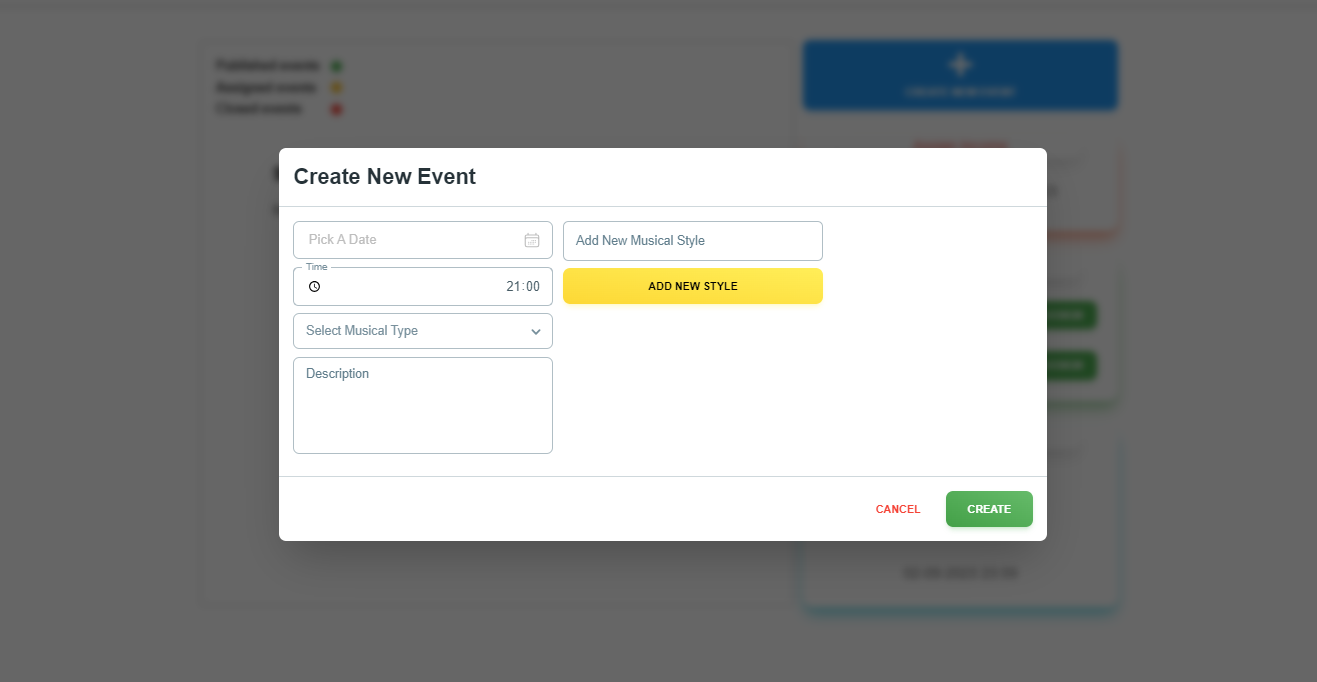 Published events
Assigned events
Closed events
CREATE NEW EVENT
Create New Event
Pick A Date
Add New Musical Style
Time
21:00
ADD NEW STYLE
Select Musical Type
Description
CANCEL
CREATE